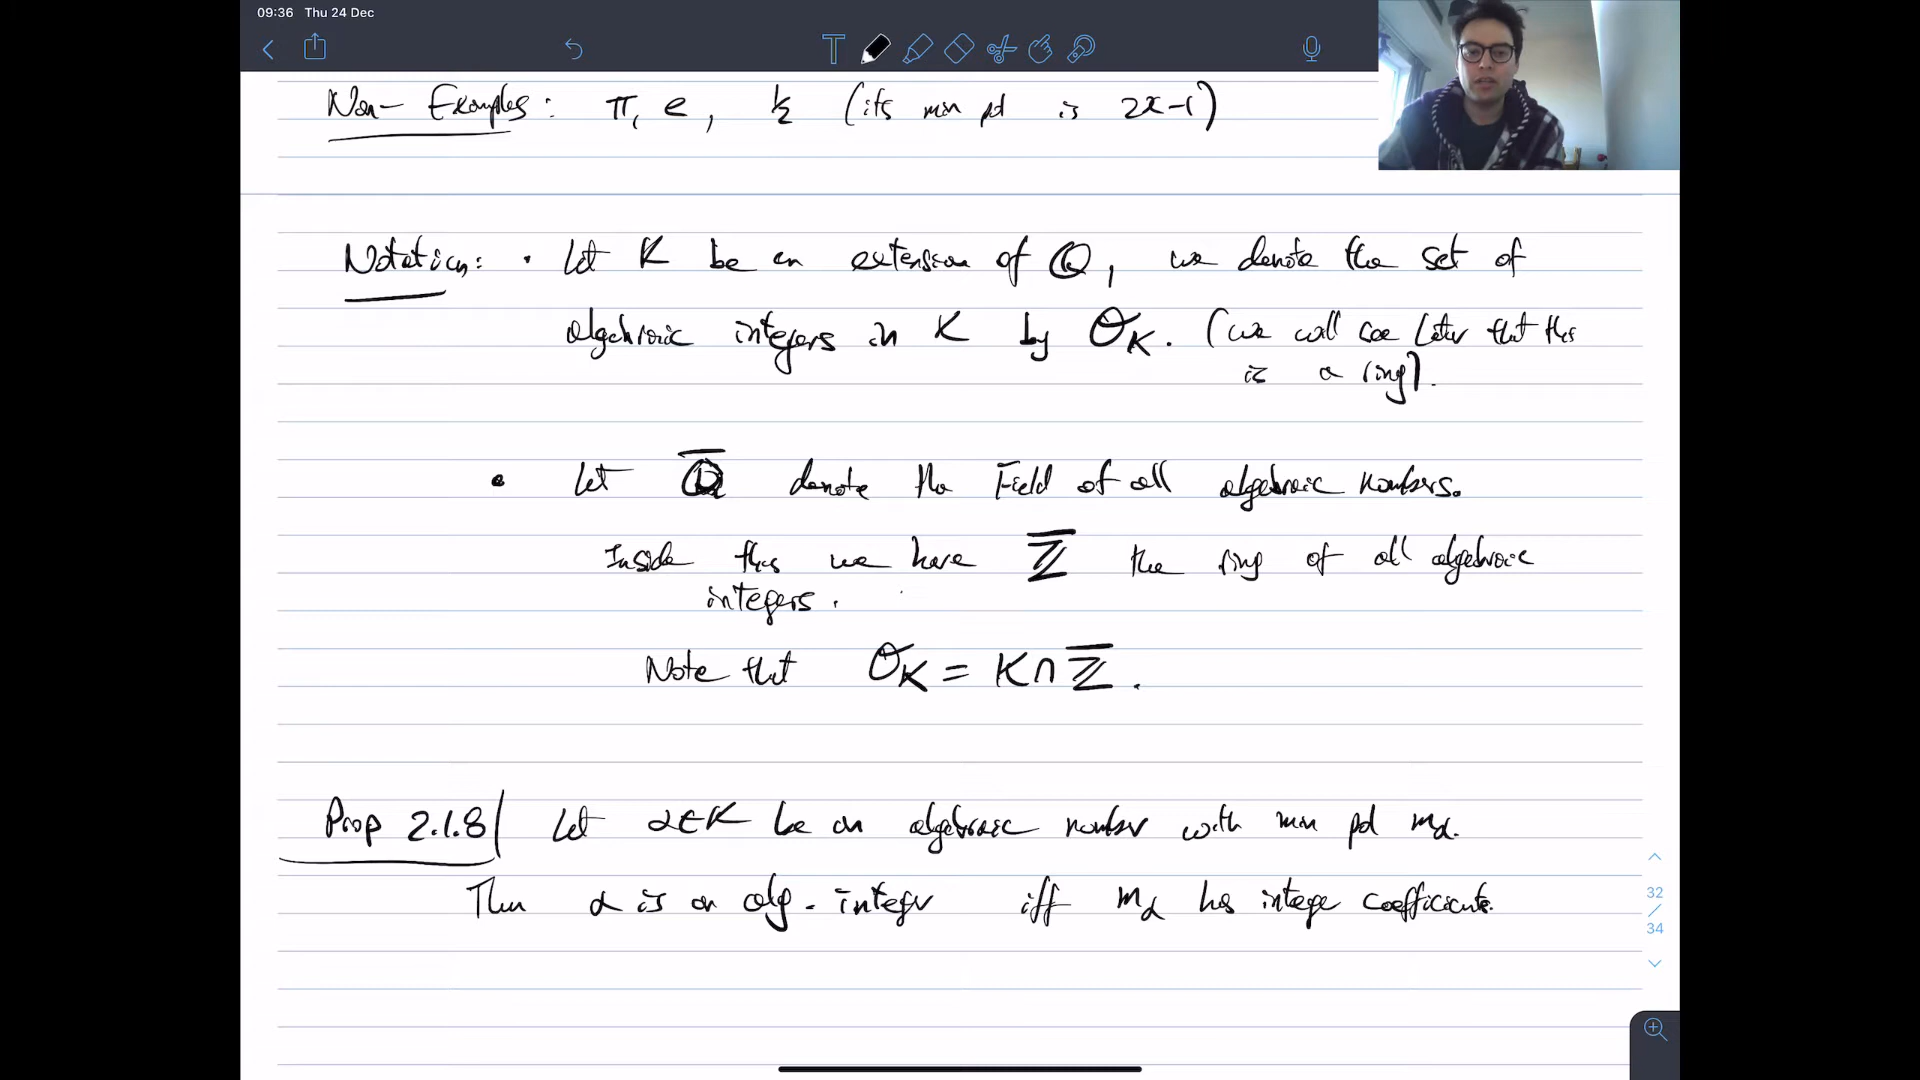 09:36 Thu 24 Dec
Non-Examples: π, e, ½ (its min pol is 2x-1)
Notation: • Let K be an extension of ℚ, we denote the set of
algebraic integers in K by 𝒪_K. (we will see later that this
is a ring).
• Let ℚ̅ denote the Field of all algebraic numbers.
Inside this we have ℤ̅ the ring of all algebraic
integers.
Note that 𝒪_K = K∩ℤ̅.
Prop 2.1.8 Let α∈K be an algebraic number with min pol m_α.
Then α is an alg. integer iff m_α has integer coefficients.
32
/
34